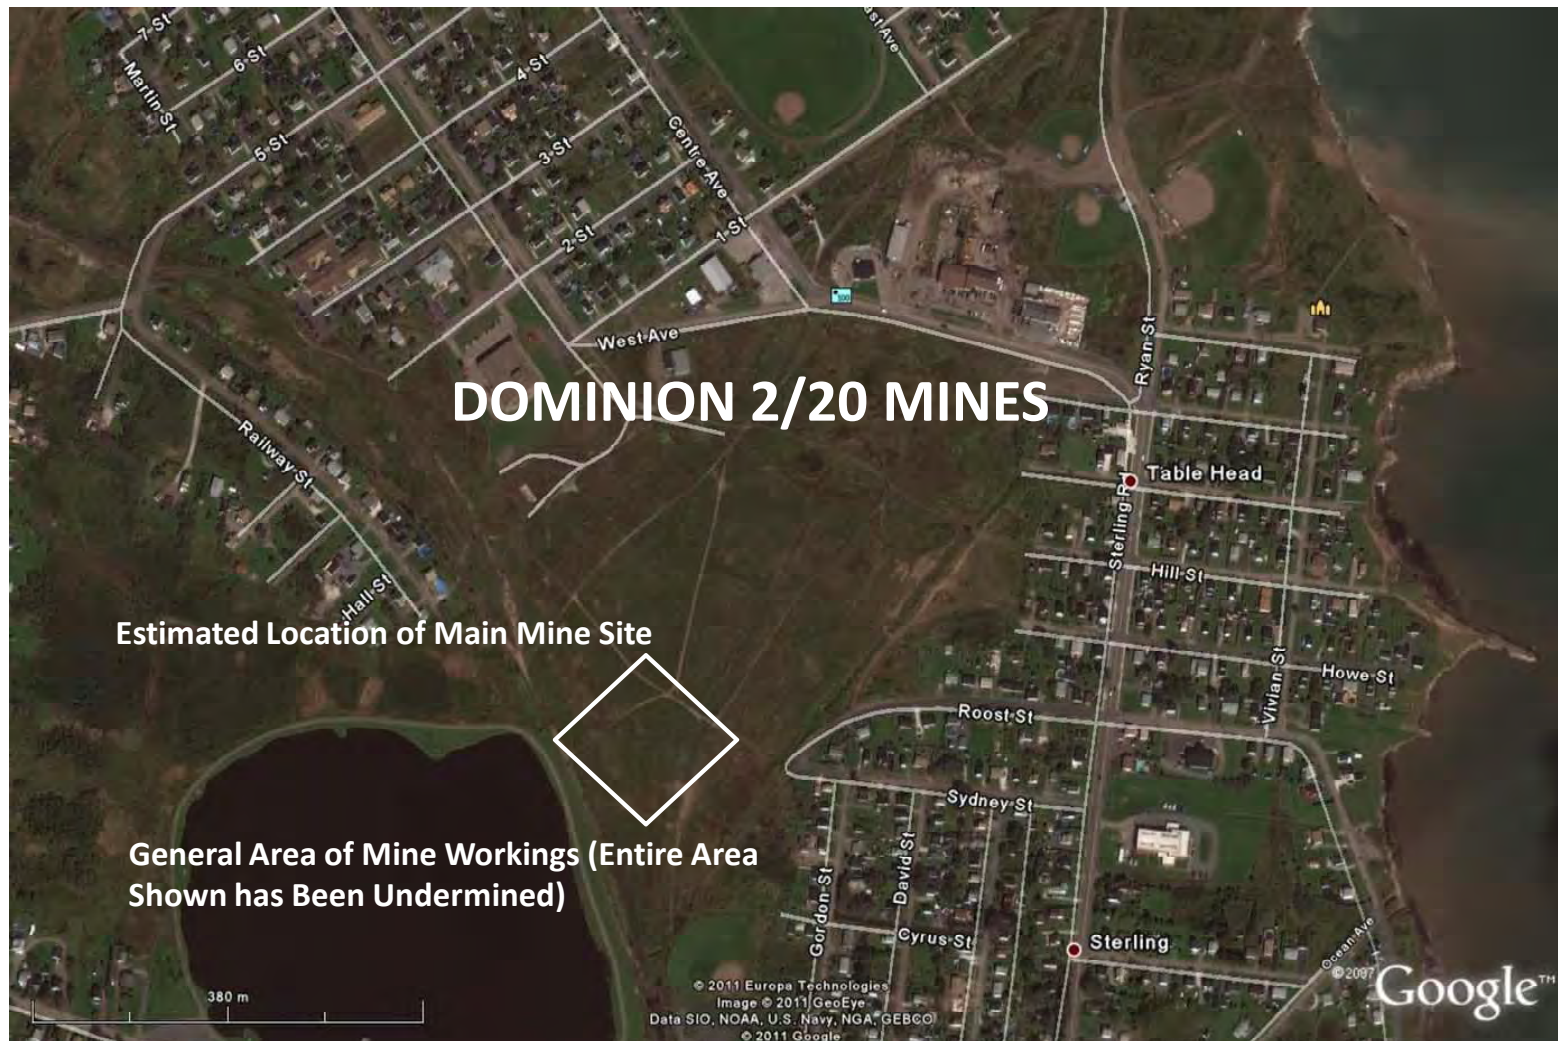 7 St
6 St
Martin St
5 St
4 St
3 St
2 St
1 St
Centre Ave
ast Ave
West Ave
Ryan St
DOMINION 2/20 MINES
Table Head
Railway St
Sterling Rd
Hill St
Hall St
Estimated Location of Main Mine Site
Howe St
Vivian St
Roost St
Sydney St
General Area of Mine Workings (Entire Area
Shown has Been Undermined)
David St
Gordon St
Cyrus St
Sterling
Ocean Ave
380 m
© 2011 Europa Technologies
Image © 2011 GeoEye
Data SIO, NOAA, U.S. Navy, NGA, GEBCO
© 2011 Google
Google™